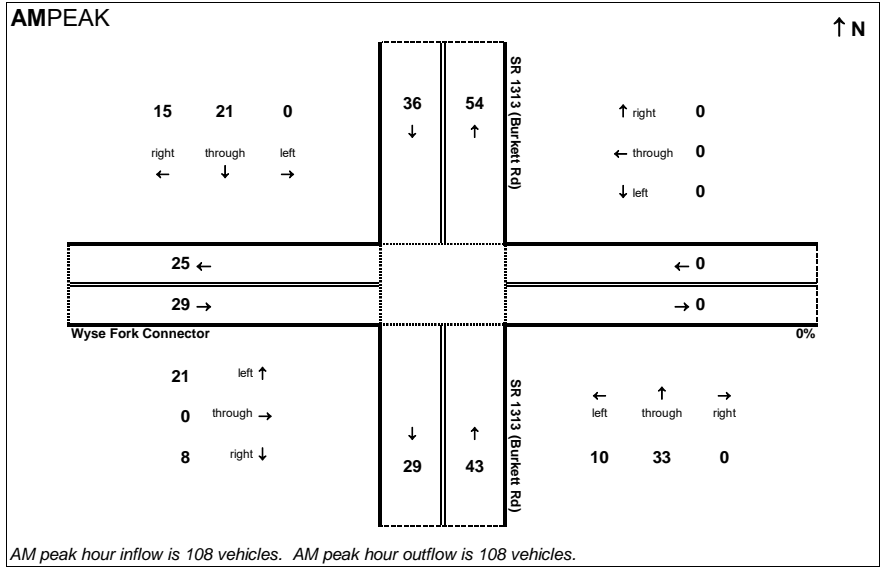 AMPEAK
↑ N
15 21 0
right through left
← ↓ →
36 54
↓ ↑
SR 1313 (Burkett Rd)
↑ right 0
← through 0
↓ left 0
25 ←
29 →
← 0
→ 0
Wyse Fork Connector
0%
21 left ↑
0 through →
8 right ↓
↓ ↑
29 43
SR 1313 (Burkett Rd)
← ↑ →
left through right
10 33 0
AM peak hour inflow is 108 vehicles. AM peak hour outflow is 108 vehicles.